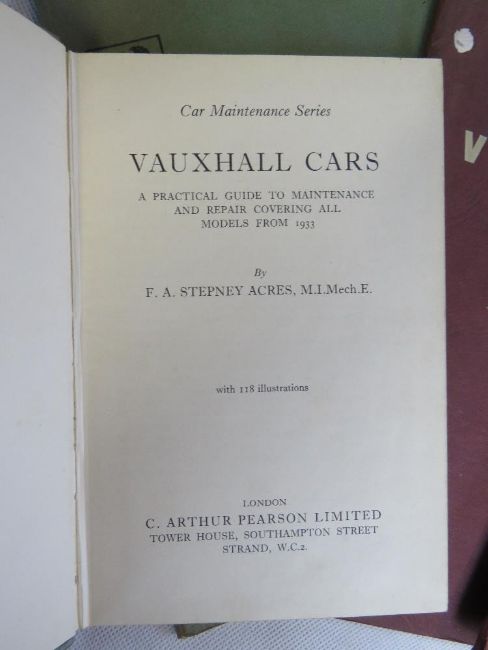 Car Maintenance Series
VAUXHALL CARS
A PRACTICAL GUIDE TO MAINTENANCE
AND REPAIR COVERING ALL
MODELS FROM 1933
By
F. A. STEPNEY ACRES, M.I.Mech.E.
with 118 illustrations
LONDON
C. ARTHUR PEARSON LIMITED
TOWER HOUSE, SOUTHAMPTON STREET
STRAND, W.C.2.
V